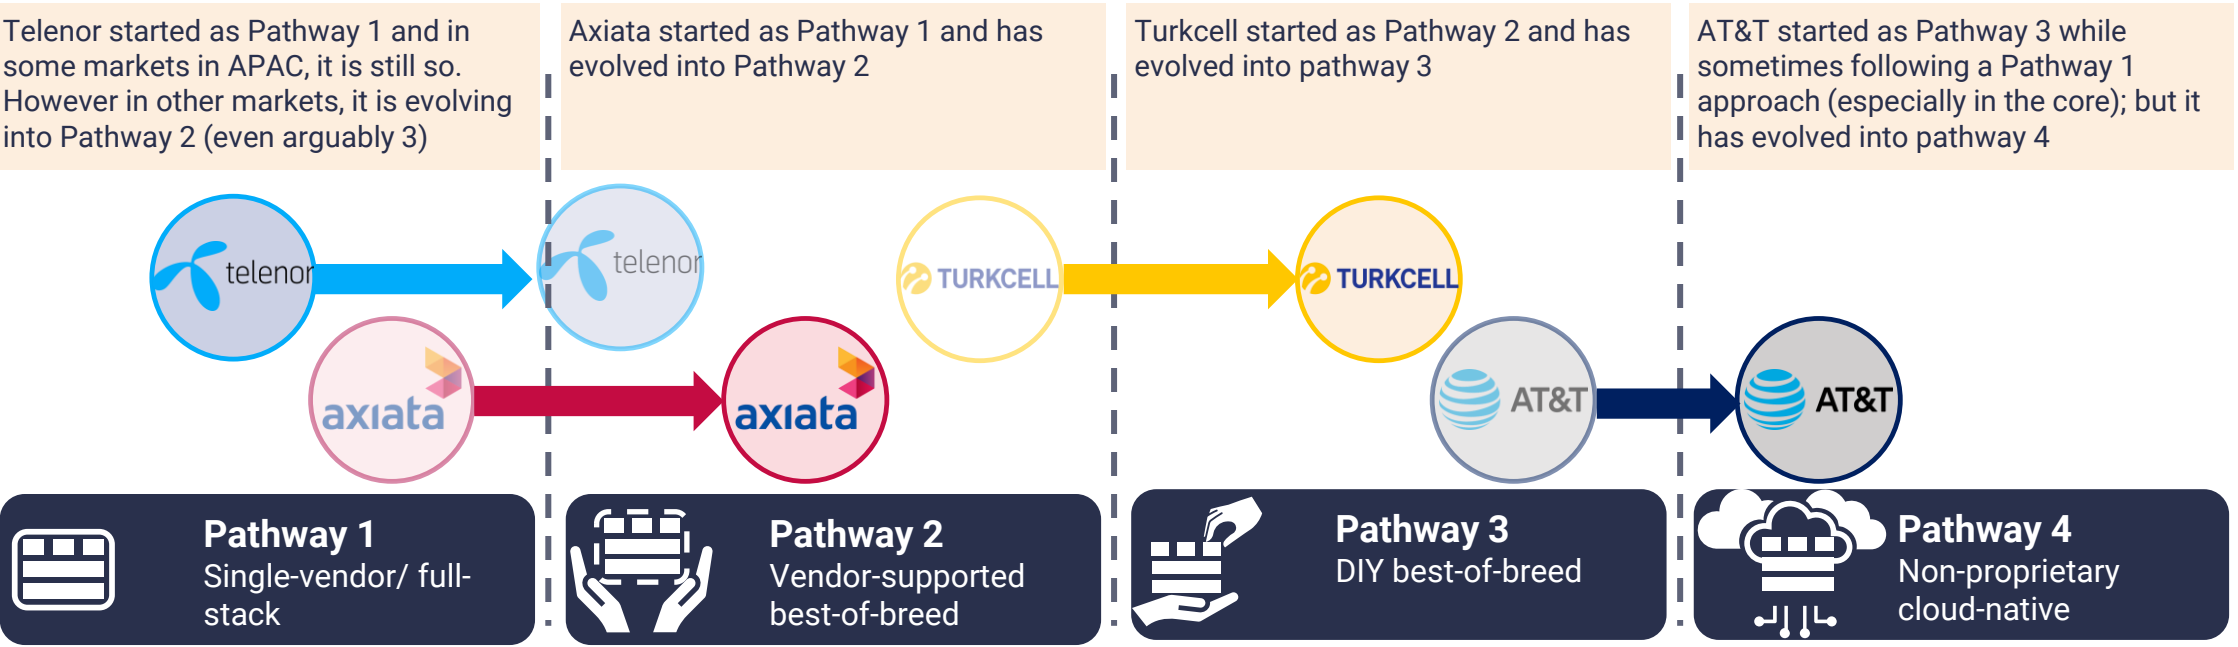 Telenor started as Pathway 1 and in
some markets in APAC, it is still so.
However in other markets, it is evolving
into Pathway 2 (even arguably 3)
Axiata started as Pathway 1 and has
evolved into Pathway 2
Turkcell started as Pathway 2 and has
evolved into pathway 3
AT&T started as Pathway 3 while
sometimes following a Pathway 1
approach (especially in the core); but it
has evolved into pathway 4
telenor
telenor
TURKCELL
TURKCELL
axiata
axiata
AT&T
AT&T
Pathway 1
Single-vendor/ full-
stack
Pathway 2
Vendor-supported
best-of-breed
Pathway 3
DIY best-of-breed
Pathway 4
Non-proprietary
cloud-native